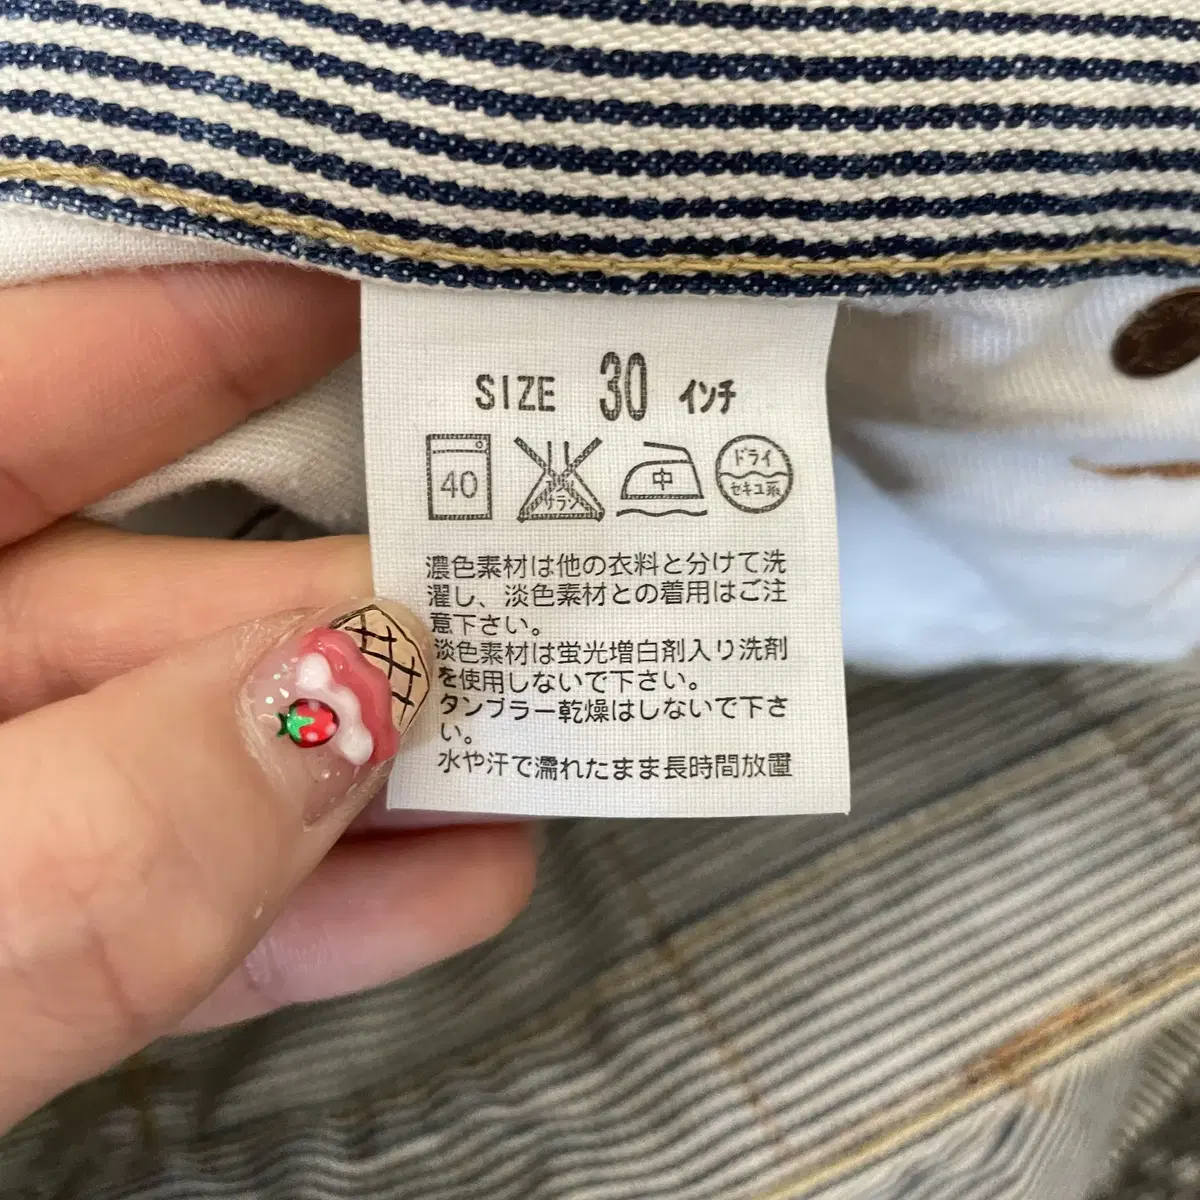 SIZE 30 インチ
40 サラシ 中 ドライ
セキユ系
濃色素材は他の衣料と分けて洗
濯し、淡色素材との着用はご注
意下さい。
淡色素材は蛍光増白剤入り洗剤
を使用しないで下さい。
タンブラー乾燥はしないで下さ
い。
水や汗で濡れたまま長時間放置